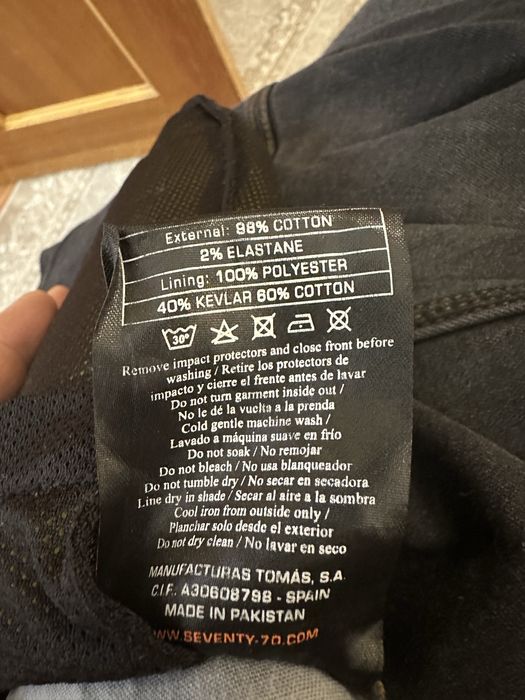 External: 98% COTTON
2% ELASTANE
Lining: 100% POLYESTER
40% KEVLAR 60% COTTON
30°
Remove impact protectors and close front before
washing / Retire los protectores de
impacto y cierre el frente antes de lavar
Do not turn garment inside out /
No le dé la vuelta a la prenda
Cold gentle machine wash /
Lavado a máquina suave en frío
Do not soak / No remojar
Do not bleach / No usa blanqueador
Do not tumble dry / No secar en secadora
Line dry in shade / Secar al aire a la sombra
Cool iron from outside only /
Planchar solo desde el exterior
Do not dry clean / No lavar en seco
MANUFACTURAS TOMÁS, S.A.
C.I.F. A30608798 - SPAIN
MADE IN PAKISTAN
WWW.SEVENTY-70.COM